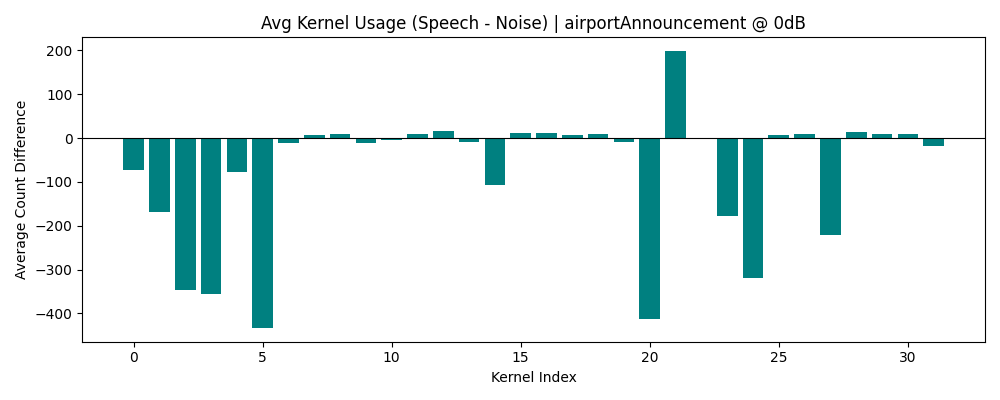 Avg Kernel Usage (Speech - Noise) | airportAnnouncement @ 0dB
Average Count Difference
200
100
0
−100
−200
−300
−400
0 5 10 15 20 25 30
Kernel Index